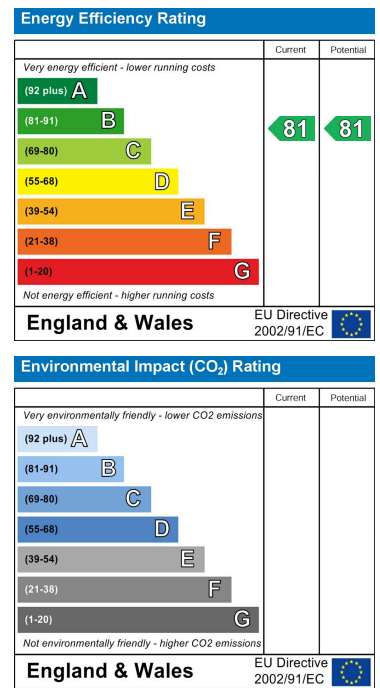 Energy Efficiency Rating
Current Potential
Very energy efficient - lower running costs
(92 plus) A
(81-91) B
81 81
(69-80) C
(55-68) D
(39-54) E
(21-38) F
(1-20) G
Not energy efficient - higher running costs
England & Wales
EU Directive
2002/91/EC
Environmental Impact (CO₂) Rating
Current Potential
Very environmentally friendly - lower CO2 emissions
(92 plus) A
(81-91) B
(69-80) C
(55-68) D
(39-54) E
(21-38) F
(1-20) G
Not environmentally friendly - higher CO2 emissions
England & Wales
EU Directive
2002/91/EC